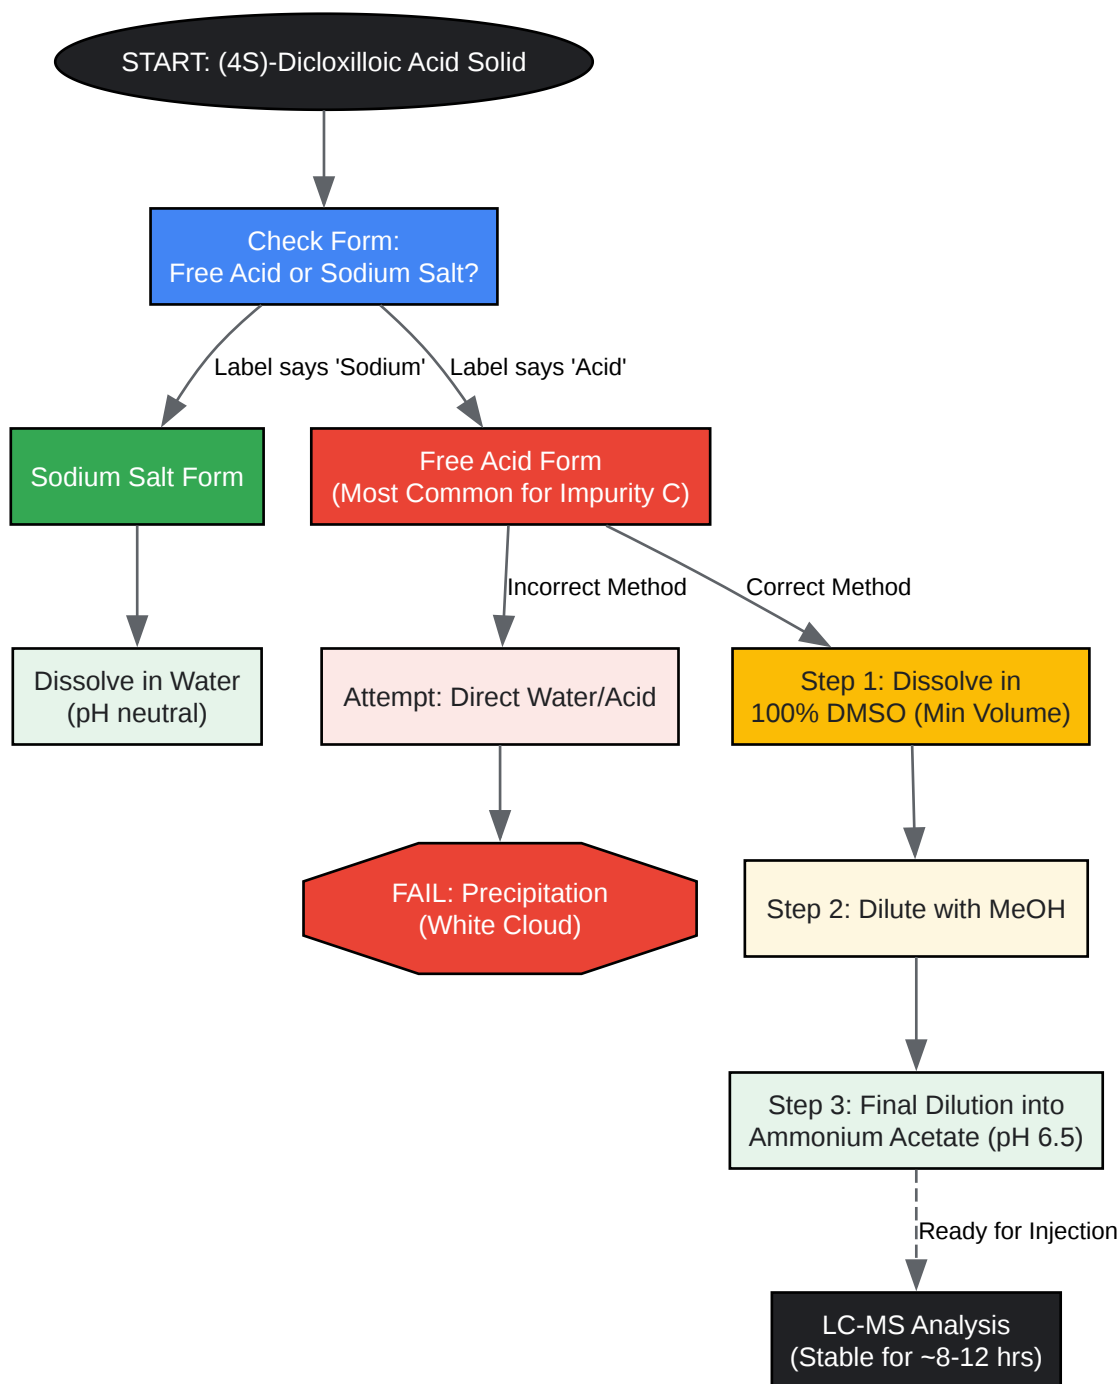 START: (4S)-Dicloxilloic Acid Solid
Check Form:
Free Acid or Sodium Salt?
Label says 'Sodium'
Label says 'Acid'
Sodium Salt Form
Free Acid Form
(Most Common for Impurity C)
Incorrect Method
Correct Method
Dissolve in Water
(pH neutral)
Attempt: Direct Water/Acid
Step 1: Dissolve in
100% DMSO (Min Volume)
FAIL: Precipitation
(White Cloud)
Step 2: Dilute with MeOH
Step 3: Final Dilution into
Ammonium Acetate (pH 6.5)
Ready for Injection
LC-MS Analysis
(Stable for ~8-12 hrs)